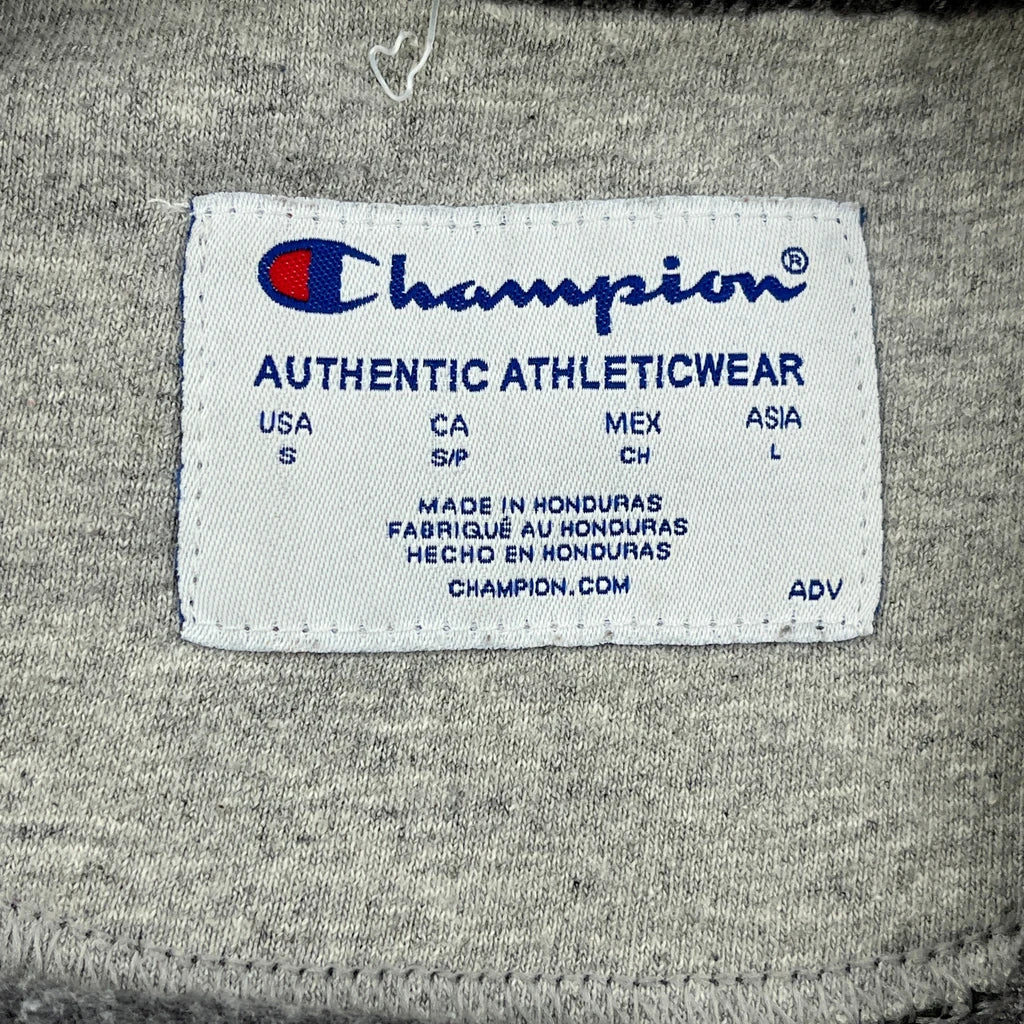 Champion®
AUTHENTIC ATHLETICWEAR
USA CA MEX ASIA
S S/P CH L
MADE IN HONDURAS
FABRIQUÉ AU HONDURAS
HECHO EN HONDURAS
CHAMPION.COM ADV